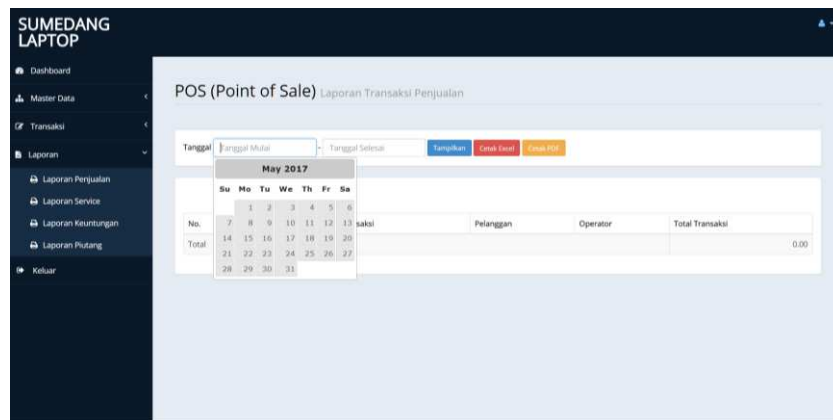 SUMEDANG
LAPTOP
Dashboard
Master Data
Transaksi
Laporan
Laporan Penjualan
Laporan Service
Laporan Keuntungan
Laporan Piutang
Keluar
POS (Point of Sale) Laporan Transaksi Penjualan
Tanggal Tanggal Mulai - Tanggal Selesai Tampilkan Cetak Excel Cetak PDF
May 2017
Su Mo Tu We Th Fr Sa
1 2 3 4 5 6
7 8 9 10 11 12 13
14 15 16 17 18 19 20
21 22 23 24 25 26 27
28 29 30 31
No. saksi Pelanggan Operator Total Transaksi
Total 0.00